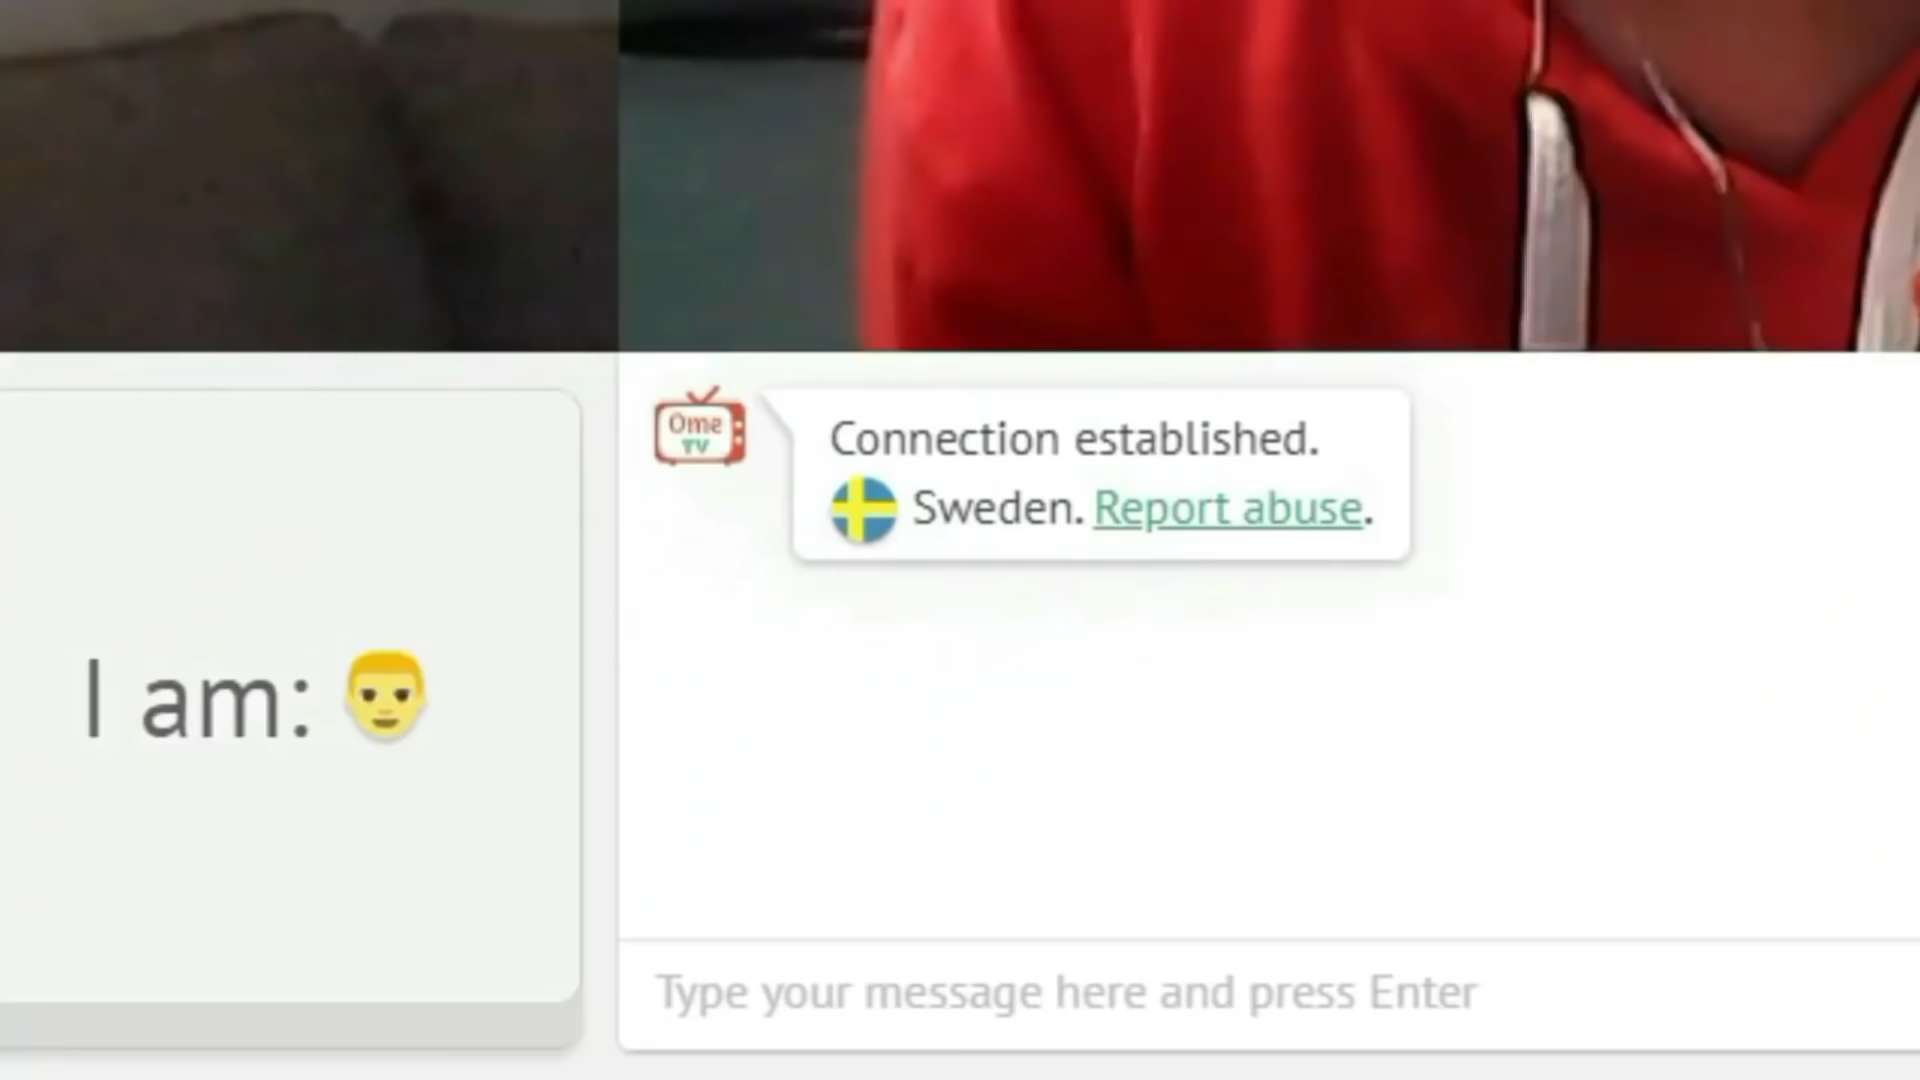 Ome
TV
Connection established.
Sweden. Report abuse.
I am:
Type your message here and press Enter